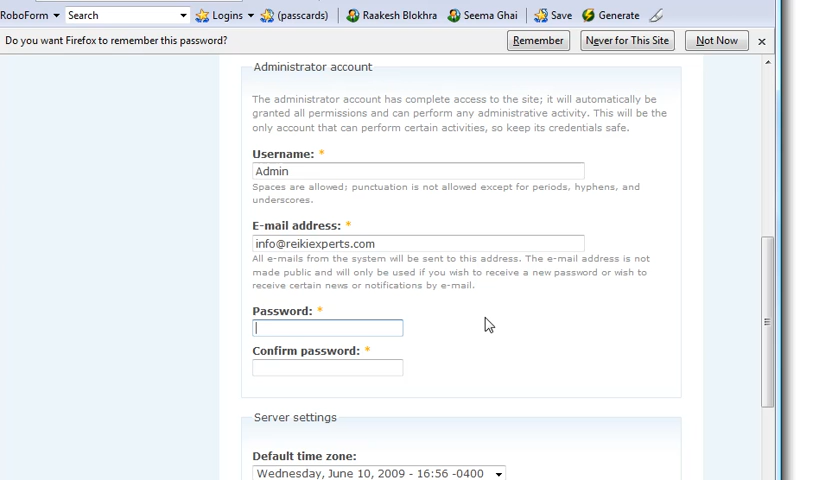 RoboForm Search Logins (passcards) Raakesh Blokhra Seema Ghai Save Generate
Do you want Firefox to remember this password? Remember Never for This Site Not Now x
Administrator account
The administrator account has complete access to the site; it will automatically be
granted all permissions and can perform any administrative activity. This will be the
only account that can perform certain activities, so keep its credentials safe.
Username: *
Admin
Spaces are allowed; punctuation is not allowed except for periods, hyphens, and
underscores.
E-mail address: *
info@reikiexperts.com
All e-mails from the system will be sent to this address. The e-mail address is not
made public and will only be used if you wish to receive a new password or wish to
receive certain news or notifications by e-mail.
Password: *
Confirm password: *
Server settings
Default time zone:
Wednesday, June 10, 2009 - 16:56 -0400